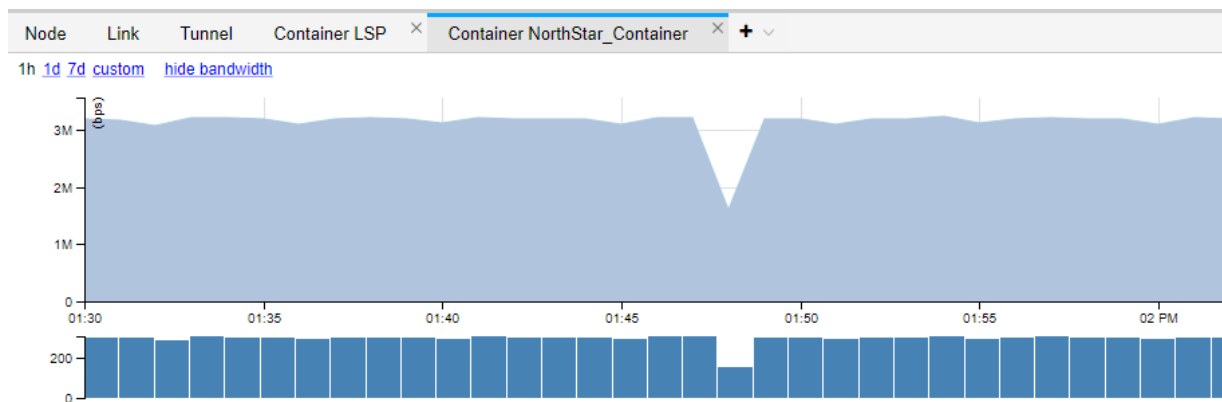 Node Link Tunnel Container LSP × Container NorthStar_Container × +
1h 1d 7d custom hide bandwidth
(bps)
3M
2M
1M
0
01:30 01:35 01:40 01:45 01:50 01:55 02 PM
200
0